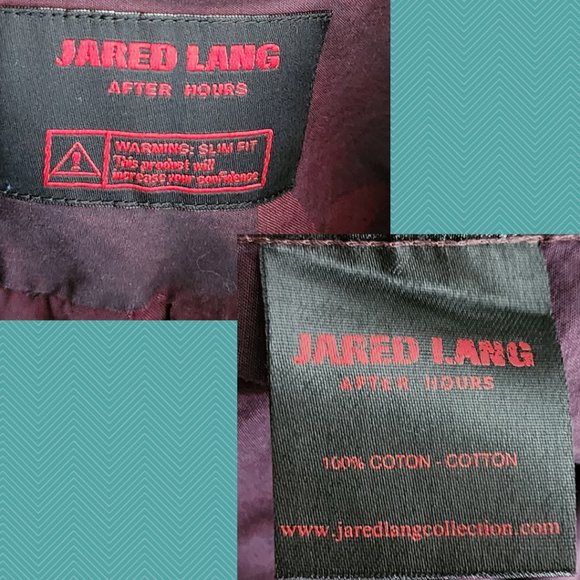 JARED LANG
AFTER HOURS
WARNING: SLIM FIT
This product will
increase your confidence
JARED LANG
AFTER HOURS
100% COTON - COTTON
www.jaredlangcollection.com